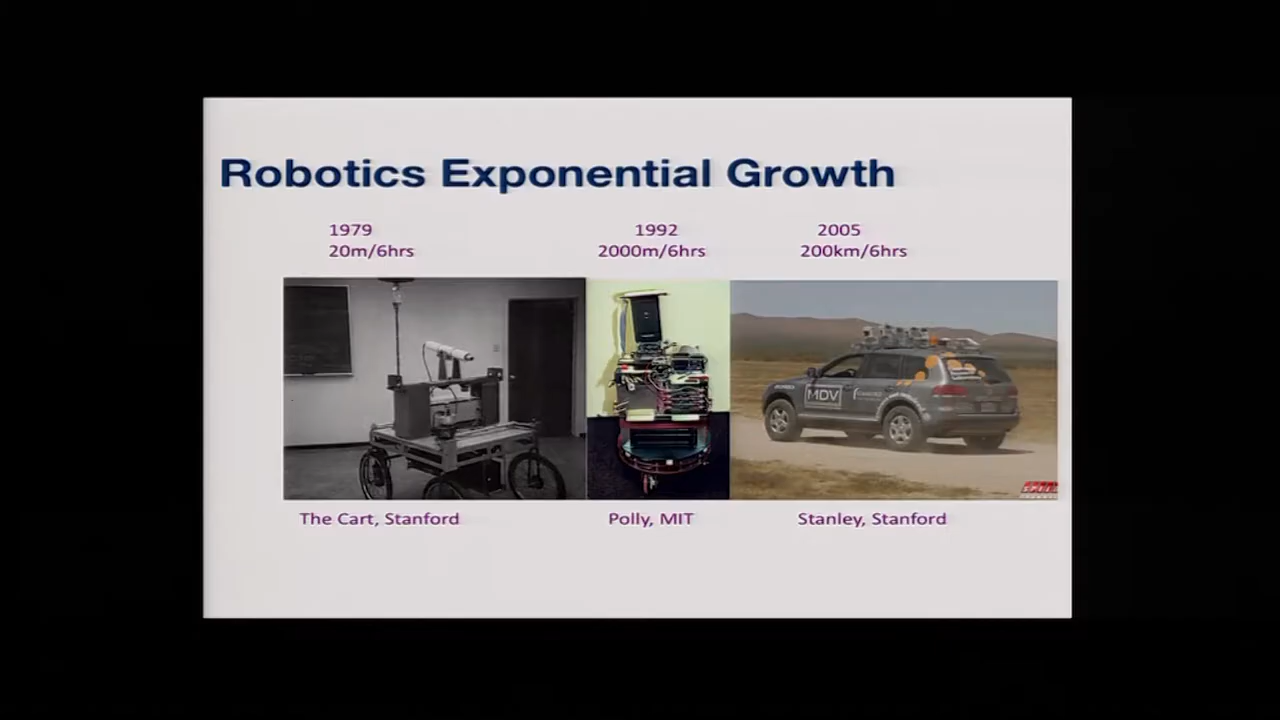 Robotics Exponential Growth
1979
20m/6hrs
1992
2000m/6hrs
2005
200km/6hrs
MDV
The Cart, Stanford
Polly, MIT
Stanley, Stanford